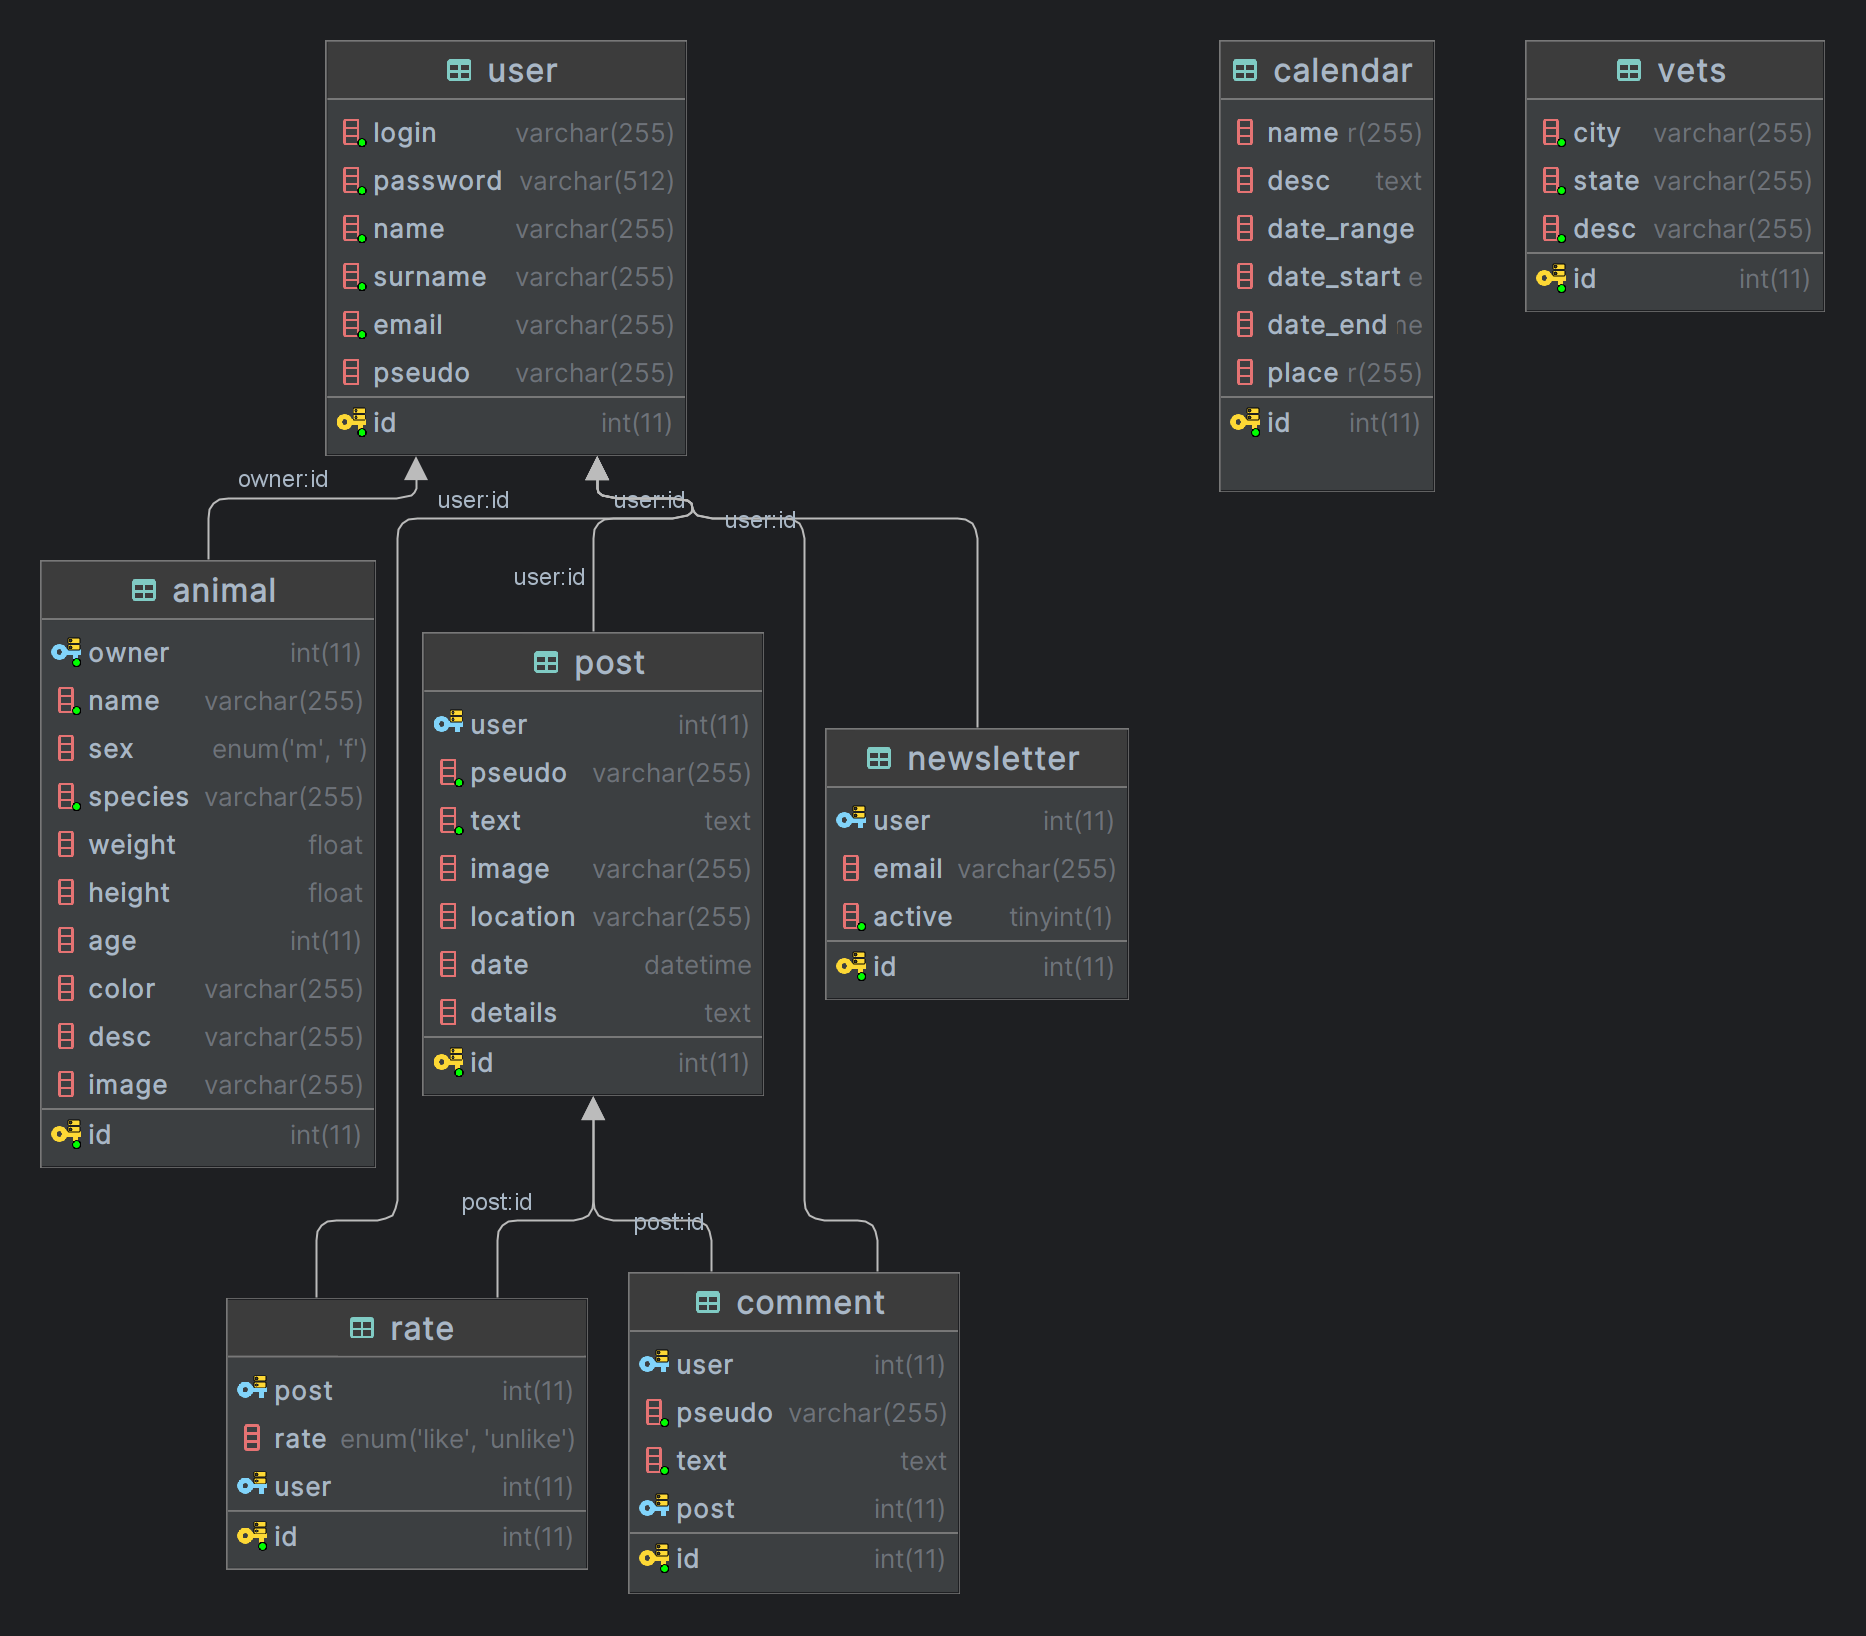 user
login varchar(255)
password varchar(512)
name varchar(255)
surname varchar(255)
email varchar(255)
pseudo varchar(255)
id int(11)
calendar
name r(255)
desc text
date_range
date_start e
date_end ne
place r(255)
id int(11)
vets
city varchar(255)
state varchar(255)
desc varchar(255)
id int(11)
owner:id
user:id
user:id
user:id
user:id
animal
owner int(11)
name varchar(255)
sex enum('m', 'f')
species varchar(255)
weight float
height float
age int(11)
color varchar(255)
desc varchar(255)
image varchar(255)
id int(11)
post
user int(11)
pseudo varchar(255)
text text
image varchar(255)
location varchar(255)
date datetime
details text
id int(11)
newsletter
user int(11)
email varchar(255)
active tinyint(1)
id int(11)
post:id
post:id
rate
post int(11)
rate enum('like', 'unlike')
user int(11)
id int(11)
comment
user int(11)
pseudo varchar(255)
text text
post int(11)
id int(11)